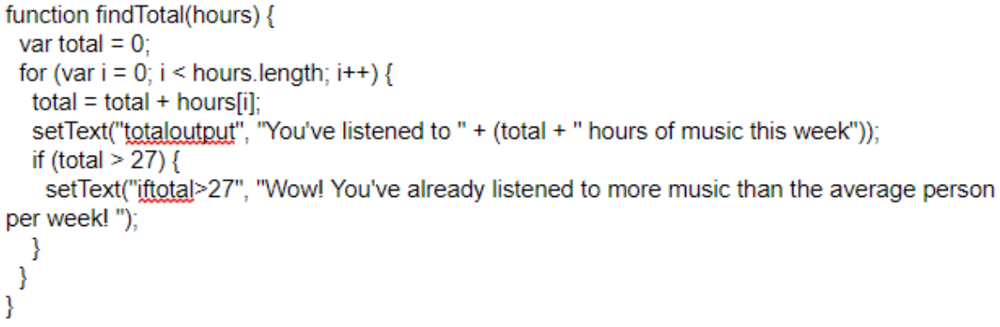 function findTotal(hours) {
var total = 0;
for (var i = 0; i < hours.length; i++) {
total = total + hours[i];
setText("totaloutput", "You've listened to " + (total + " hours of music this week"));
if (total > 27) {
setText("iftotal>27", "Wow! You've already listened to more music than the average person
per week! ");
}
}
}